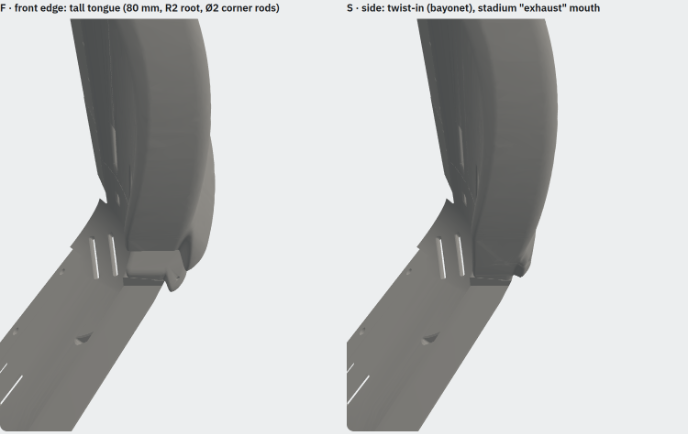 F · front edge: tall tongue (80 mm, R2 root, Ø2 corner rods)
S · side: twist-in (bayonet), stadium "exhaust" mouth